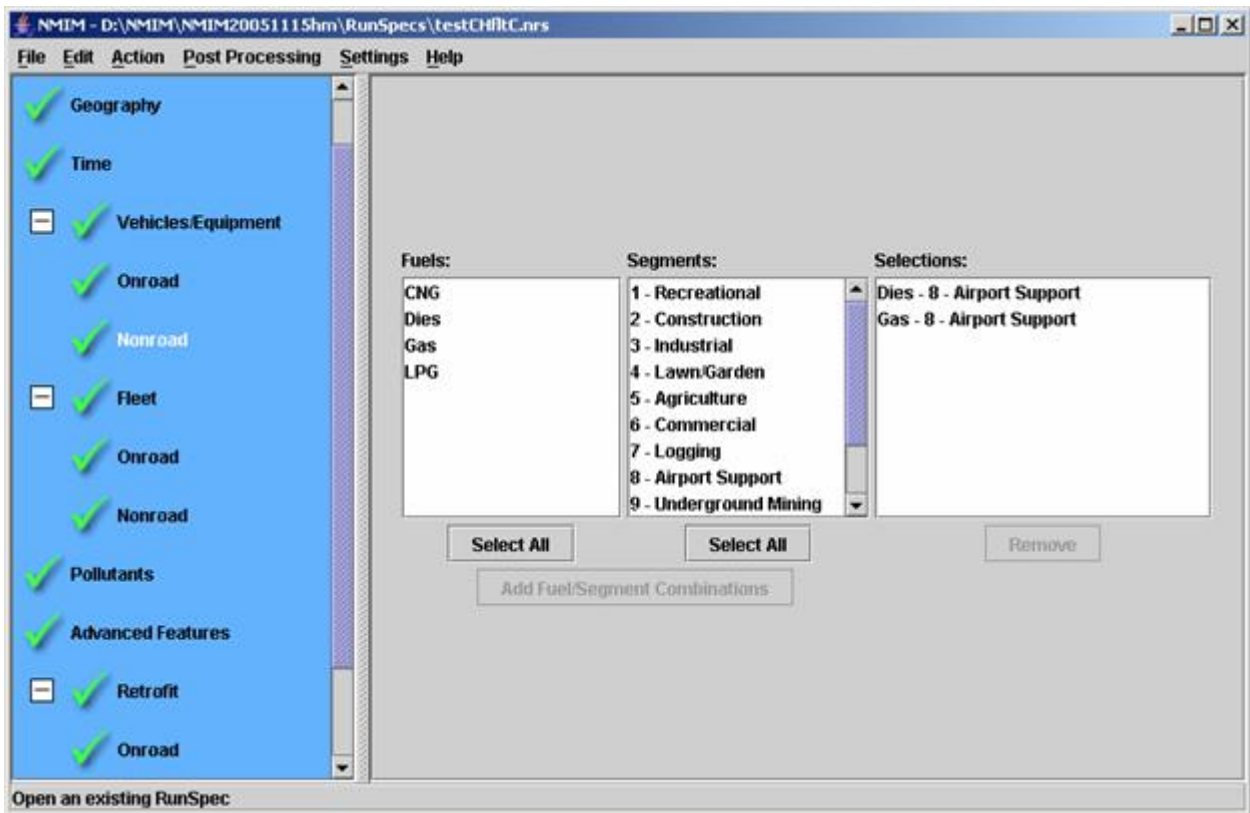 NMIM - D:\NMIM\NMIM20051115hm\RunSpecs\testCHfltC.nrs
File Edit Action Post Processing Settings Help
Geography
Time
Vehicles/Equipment
Onroad
Nonroad
Fleet
Onroad
Nonroad
Pollutants
Advanced Features
Retrofit
Onroad
Fuels:
CNG
Dies
Gas
LPG
Select All
Segments:
1 - Recreational
2 - Construction
3 - Industrial
4 - Lawn/Garden
5 - Agriculture
6 - Commercial
7 - Logging
8 - Airport Support
9 - Underground Mining
Select All
Add Fuel/Segment Combinations
Selections:
Dies - 8 - Airport Support
Gas - 8 - Airport Support
Remove
Open an existing RunSpec